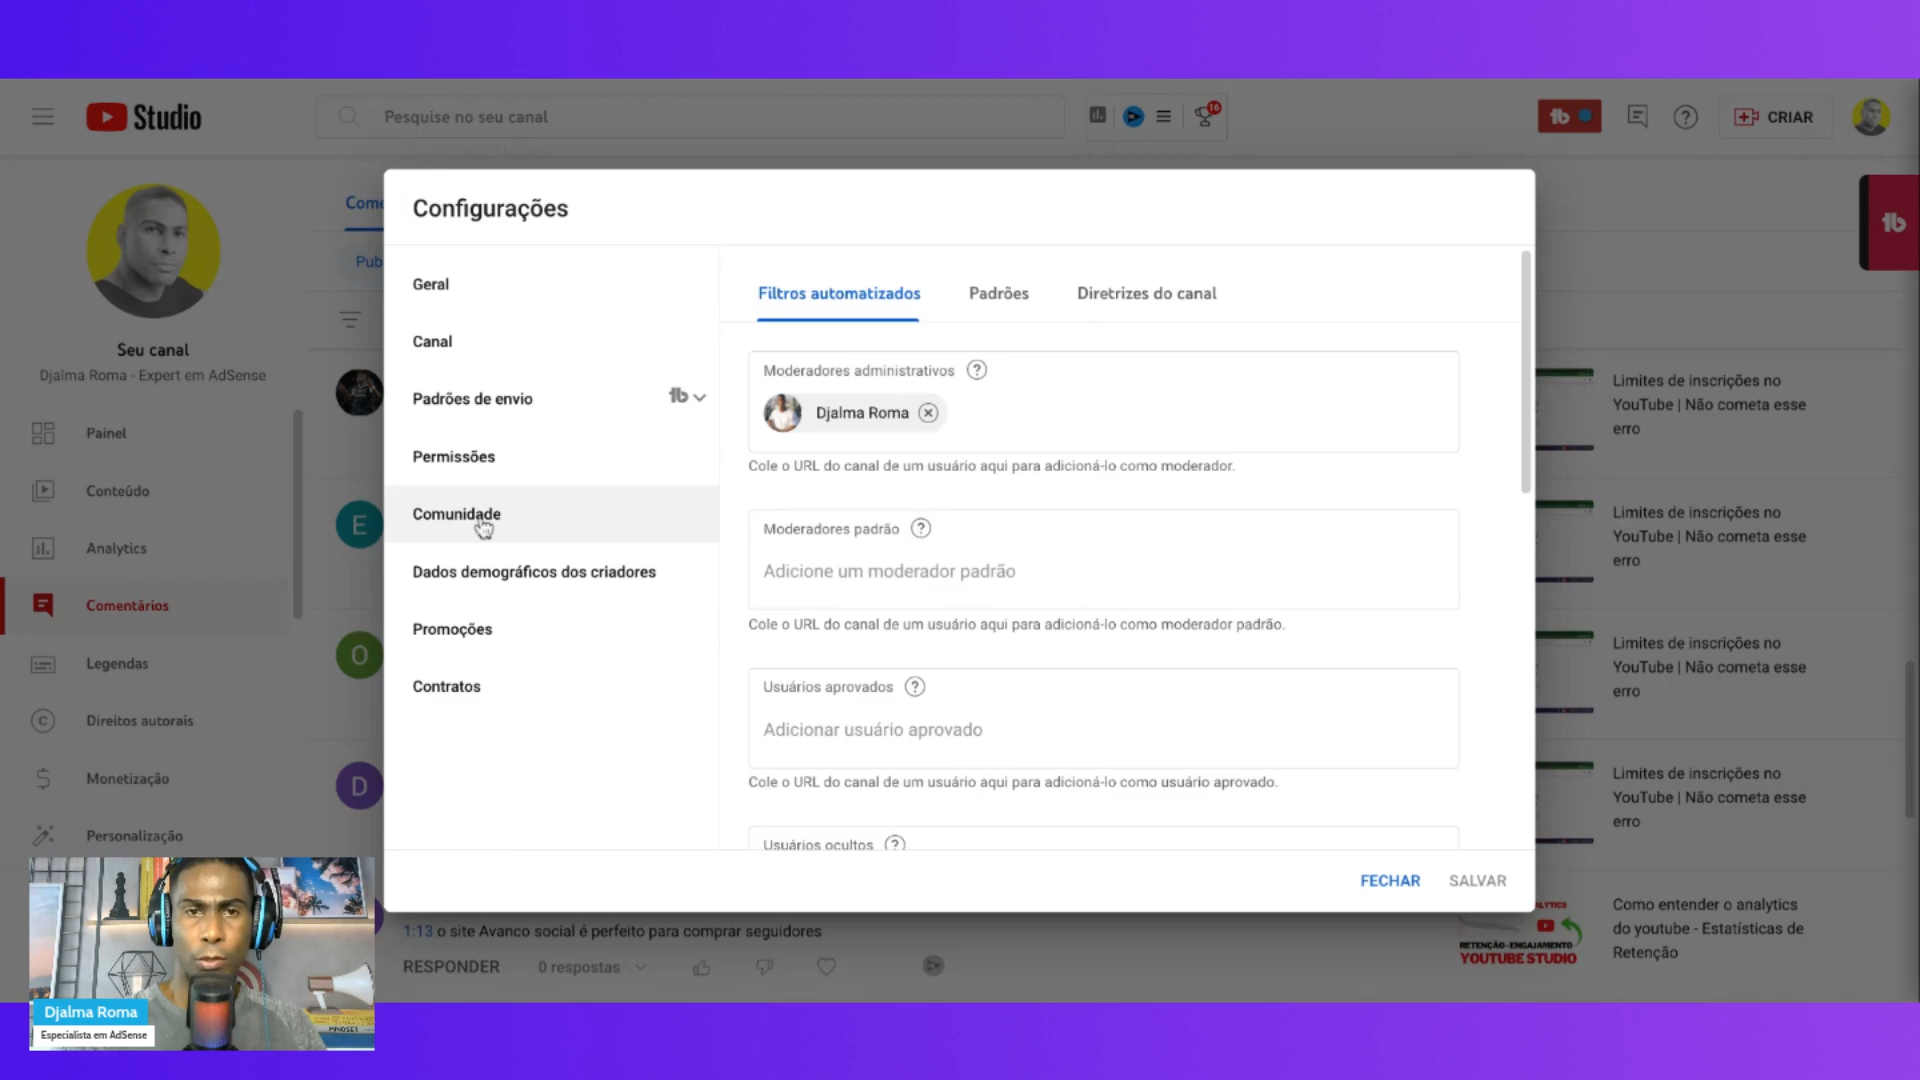 Studio
Pesquise no seu canal
16
CRIAR
Seu canal
Djalma Roma - Expert em AdSense
Painel
Conteúdo
Analytics
Comentários
Legendas
Direitos autorais
Monetização
Personalização
Come
Pub
E
O
D
Configurações
Geral
Canal
Padrões de envio
Permissões
Comunidade
Dados demográficos dos criadores
Promoções
Contratos
Filtros automatizados
Padrões
Diretrizes do canal
Moderadores administrativos
Djalma Roma
Cole o URL do canal de um usuário aqui para adicioná-lo como moderador.
Moderadores padrão
Adicione um moderador padrão
Cole o URL do canal de um usuário aqui para adicioná-lo como moderador padrão.
Usuários aprovados
Adicionar usuário aprovado
Cole o URL do canal de um usuário aqui para adicioná-lo como usuário aprovado.
Usuários ocultos
FECHAR
SALVAR
Limites de inscrições no
YouTube | Não cometa esse
erro
Limites de inscrições no
YouTube | Não cometa esse
erro
Limites de inscrições no
YouTube | Não cometa esse
erro
Limites de inscrições no
YouTube | Não cometa esse
erro
1:13 o site Avanco social é perfeito para comprar seguidores
RESPONDER
0 respostas
RETENÇÃO-ENGAJAMENTO
YOUTUBE STUDIO
Como entender o analytics
do youtube - Estatísticas de
Retenção
Djalma Roma
Especialista em AdSense